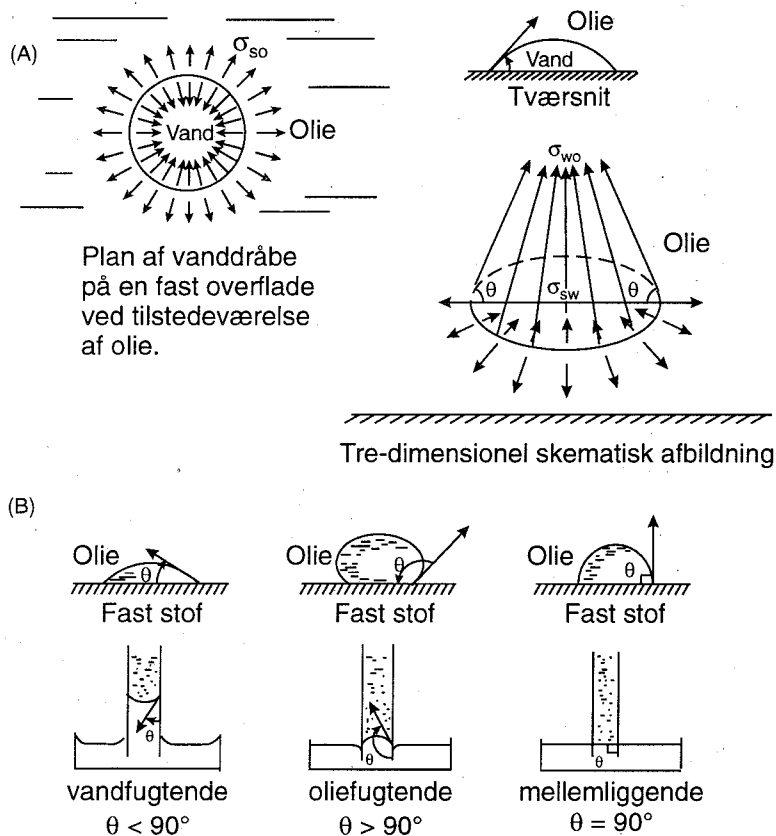 (A)
σso
Vand
Olie
Plan af vanddråbe
på en fast overflade
ved tilstedeværelse
af olie.
Olie
Vand
Tværsnit
σwo
Olie
θ
σsw
θ
Tre-dimensionel skematisk afbildning
(B)
Olie
θ
Fast stof
Olie
θ
Fast stof
Olie
θ
Fast stof
θ
θ
θ
vandfugtende
θ < 90°
oliefugtende
θ > 90°
mellemliggende
θ = 90°